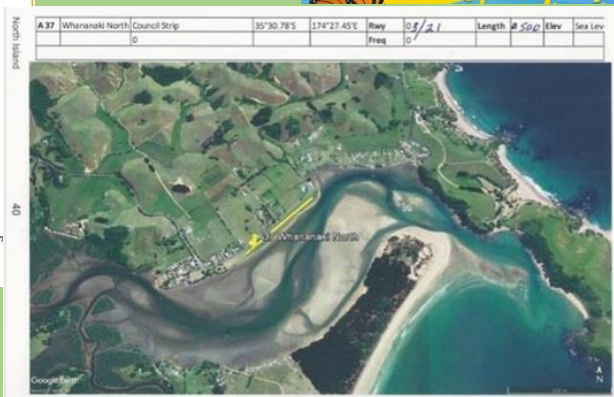 North Island
A 37 Whananaki North Council Strip 35°30.78'S 174°27.45'E Rwy 03/21 Length 500 Elev Sea Lev
0 Freq 0
Whananaki North
Google Earth
N
40